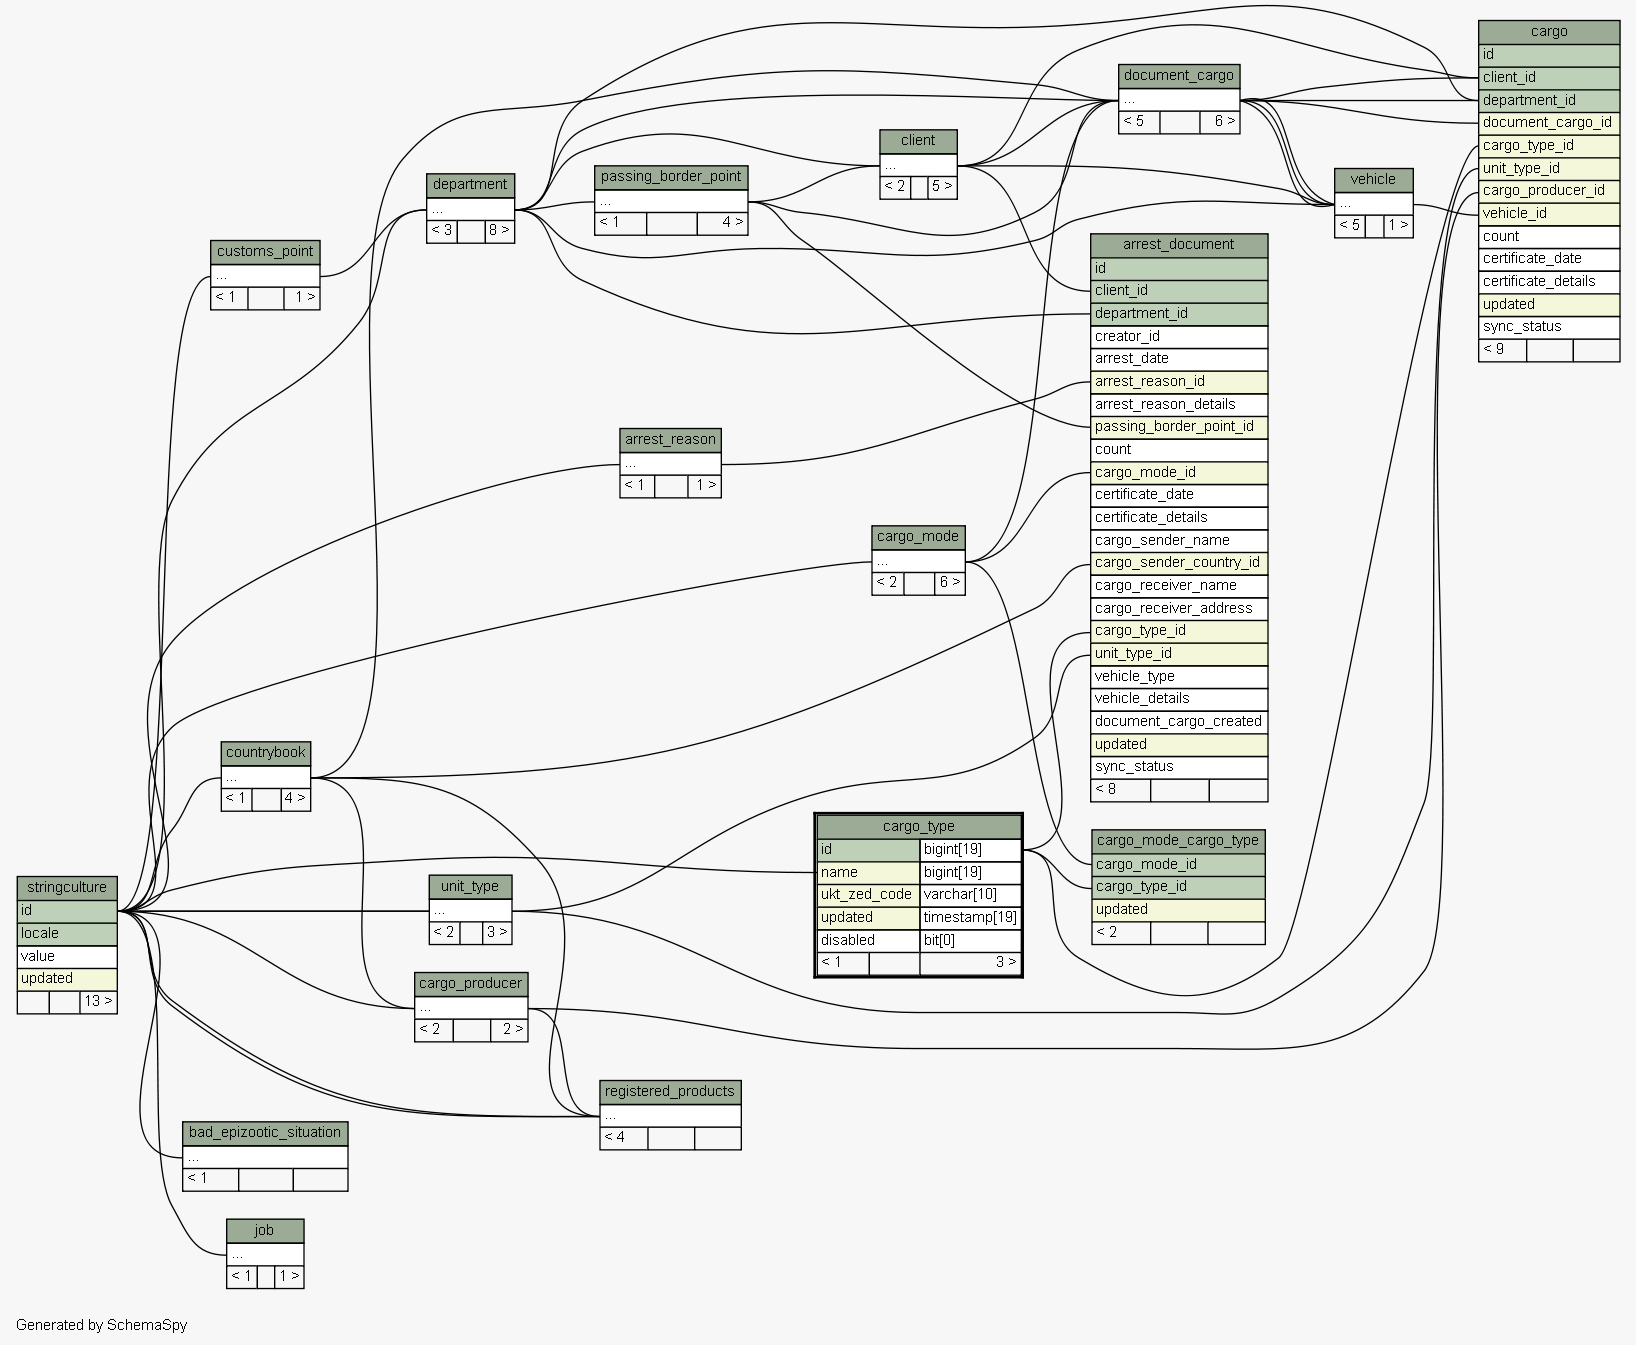 cargo
id
client_id
department_id
document_cargo_id
cargo_type_id
unit_type_id
cargo_producer_id
vehicle_id
count
certificate_date
certificate_details
updated
sync_status
< 9
document_cargo
...
< 5 6 >
client
...
< 2 5 >
vehicle
...
< 5 1 >
passing_border_point
...
< 1 4 >
department
...
< 3 8 >
customs_point
...
< 1 1 >
arrest_document
id
client_id
department_id
creator_id
arrest_date
arrest_reason_id
arrest_reason_details
passing_border_point_id
count
cargo_mode_id
certificate_date
certificate_details
cargo_sender_name
cargo_sender_country_id
cargo_receiver_name
cargo_receiver_address
cargo_type_id
unit_type_id
vehicle_type
vehicle_details
document_cargo_created
updated
sync_status
< 8
arrest_reason
...
< 1 1 >
cargo_mode
...
< 2 6 >
countrybook
...
< 1 4 >
cargo_type
id bigint[19]
name bigint[19]
ukt_zed_code varchar[10]
updated timestamp[19]
disabled bit[0]
< 1 3 >
cargo_mode_cargo_type
cargo_mode_id
cargo_type_id
updated
< 2
stringculture
id
locale
value
updated
13 >
unit_type
...
< 2 3 >
cargo_producer
...
< 2 2 >
registered_products
...
< 4
bad_epizootic_situation
...
< 1
job
...
< 1 1 >
Generated by SchemaSpy